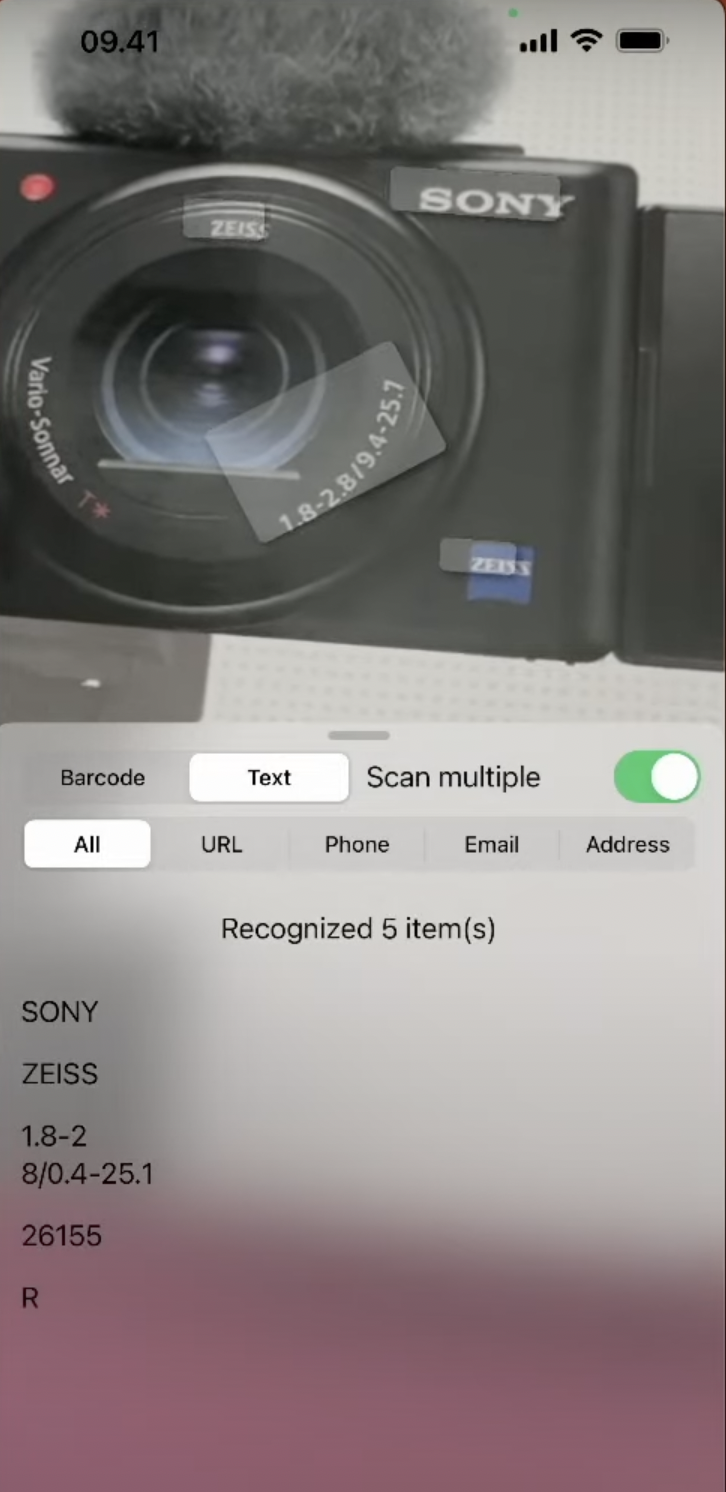 09.41
SONY
ZEISS
Vario-Sonnar T*
1.8-2.8/9.4-25.7
ZEISS
Barcode Text Scan multiple
All URL Phone Email Address
Recognized 5 item(s)
SONY
ZEISS
1.8-2
8/0.4-25.1
26155
R